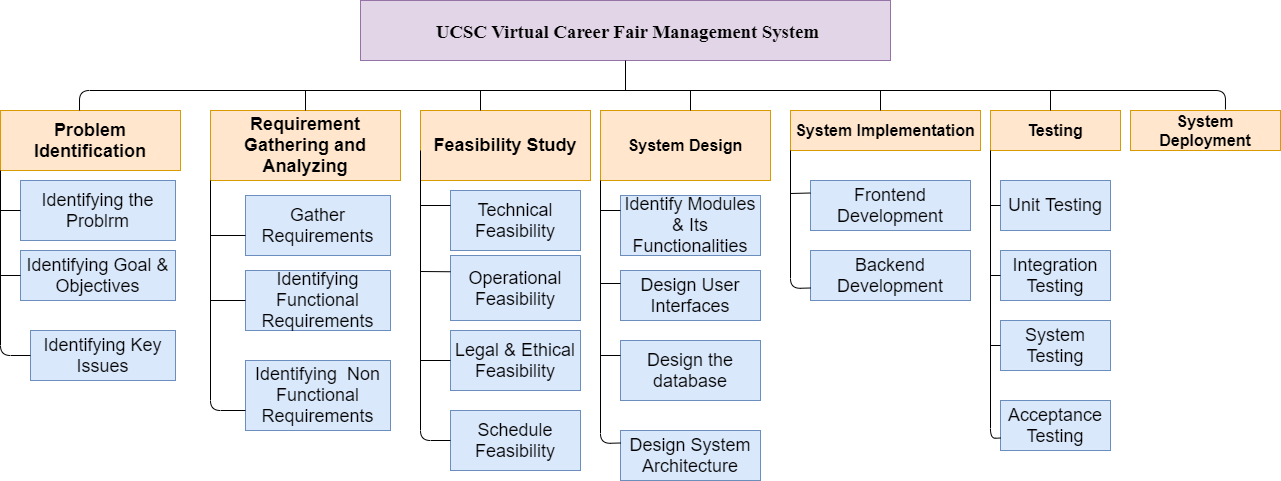 UCSC Virtual Career Fair Management System
Problem
Identification
Identifying the
Problrm
Identifying Goal &
Objectives
Identifying Key
Issues
Requirement
Gathering and
Analyzing
Gather
Requirements
Identifying
Functional
Requirements
Identifying  Non
Functional
Requirements
Feasibility Study
Technical
Feasibility
Operational
Feasibility
Legal & Ethical
Feasibility
Schedule
Feasibility
System Design
Identify Modules
& Its
Functionalities
Design User
Interfaces
Design the
database
Design System
Architecture
System Implementation
Frontend
Development
Backend
Development
Testing
Unit Testing
Integration
Testing
System
Testing
Acceptance
Testing
System
Deployment